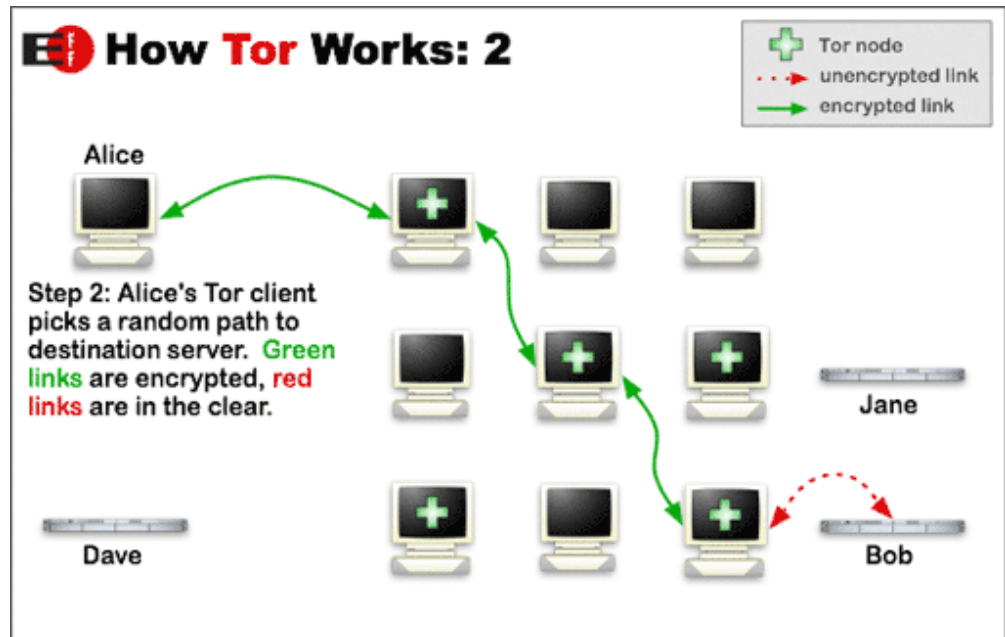 EFF How Tor Works: 2
Tor node
unencrypted link
encrypted link
Alice
Step 2: Alice's Tor client
picks a random path to
destination server. Green
links are encrypted, red
links are in the clear.
Jane
Dave
Bob